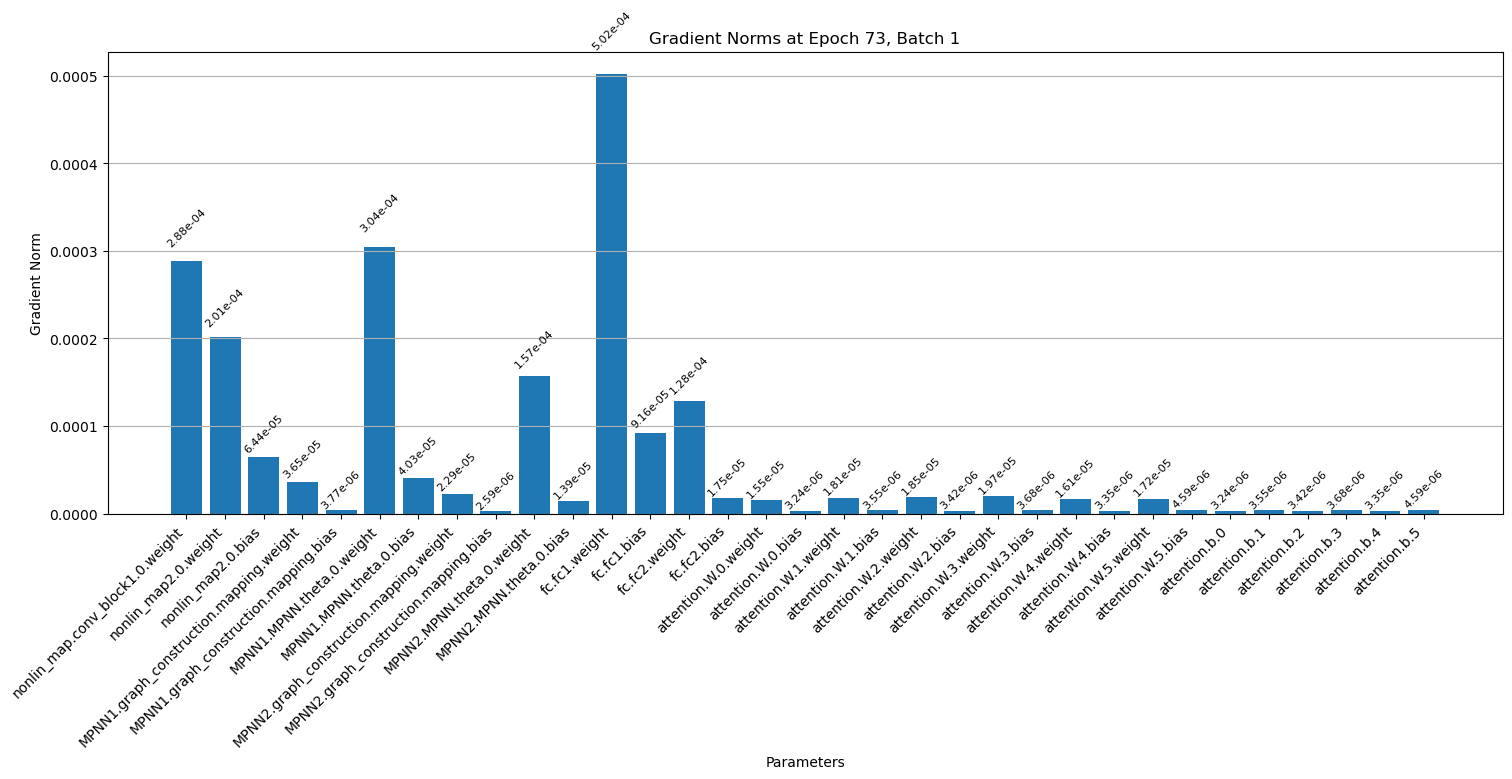 Gradient Norms at Epoch 73, Batch 1
Gradient Norm
0.0005
0.0004
0.0003
0.0002
0.0001
0.0000
2.88e-04
2.01e-04
6.44e-05
3.65e-05
3.77e-06
3.04e-04
4.03e-05
2.29e-05
2.59e-06
1.57e-04
1.39e-05
5.02e-04
9.16e-05
1.28e-04
1.75e-05
1.55e-05
3.24e-06
1.81e-05
3.55e-06
1.85e-05
3.42e-06
1.97e-05
3.68e-06
1.61e-05
3.35e-06
1.72e-05
4.59e-06
3.24e-06
3.55e-06
3.42e-06
3.68e-06
3.35e-06
4.59e-06
nonlin_map.conv_block1.0.weight
nonlin_map2.0.weight
nonlin_map2.0.bias
MPNN1.graph_construction.mapping.weight
MPNN1.graph_construction.mapping.bias
MPNN1.MPNN.theta.0.weight
MPNN1.MPNN.theta.0.bias
MPNN2.graph_construction.mapping.weight
MPNN2.graph_construction.mapping.bias
MPNN2.MPNN.theta.0.weight
MPNN2.MPNN.theta.0.bias
fc.fc1.weight
fc.fc1.bias
fc.fc2.weight
fc.fc2.bias
attention.W.0.weight
attention.W.0.bias
attention.W.1.weight
attention.W.1.bias
attention.W.2.weight
attention.W.2.bias
attention.W.3.weight
attention.W.3.bias
attention.W.4.weight
attention.W.4.bias
attention.W.5.weight
attention.W.5.bias
attention.b.0
attention.b.1
attention.b.2
attention.b.3
attention.b.4
attention.b.5
Parameters